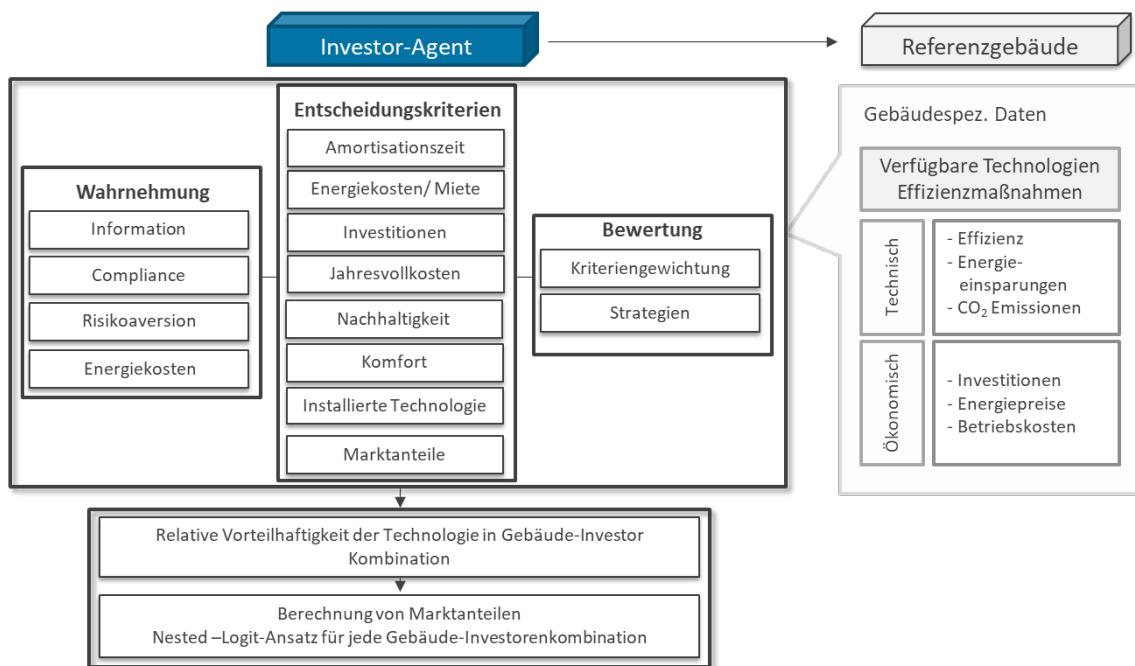 Investor-Agent
Referenzgebäude
Wahrnehmung
Information
Compliance
Risikoaversion
Energiekosten
Entscheidungskriterien
Amortisationszeit
Energiekosten/ Miete
Investitionen
Jahresvollkosten
Nachhaltigkeit
Komfort
Installierte Technologie
Marktanteile
Bewertung
Kriteriengewichtung
Strategien
Gebäudespez. Daten
Verfügbare Technologien
Effizienzmaßnahmen
Technisch
- Effizienz
- Energie-
einsparungen
- CO₂ Emissionen
Ökonomisch
- Investitionen
- Energiepreise
- Betriebskosten
Relative Vorteilhaftigkeit der Technologie in Gebäude-Investor
Kombination
Berechnung von Marktanteilen
Nested –Logit-Ansatz für jede Gebäude-Investorenkombination